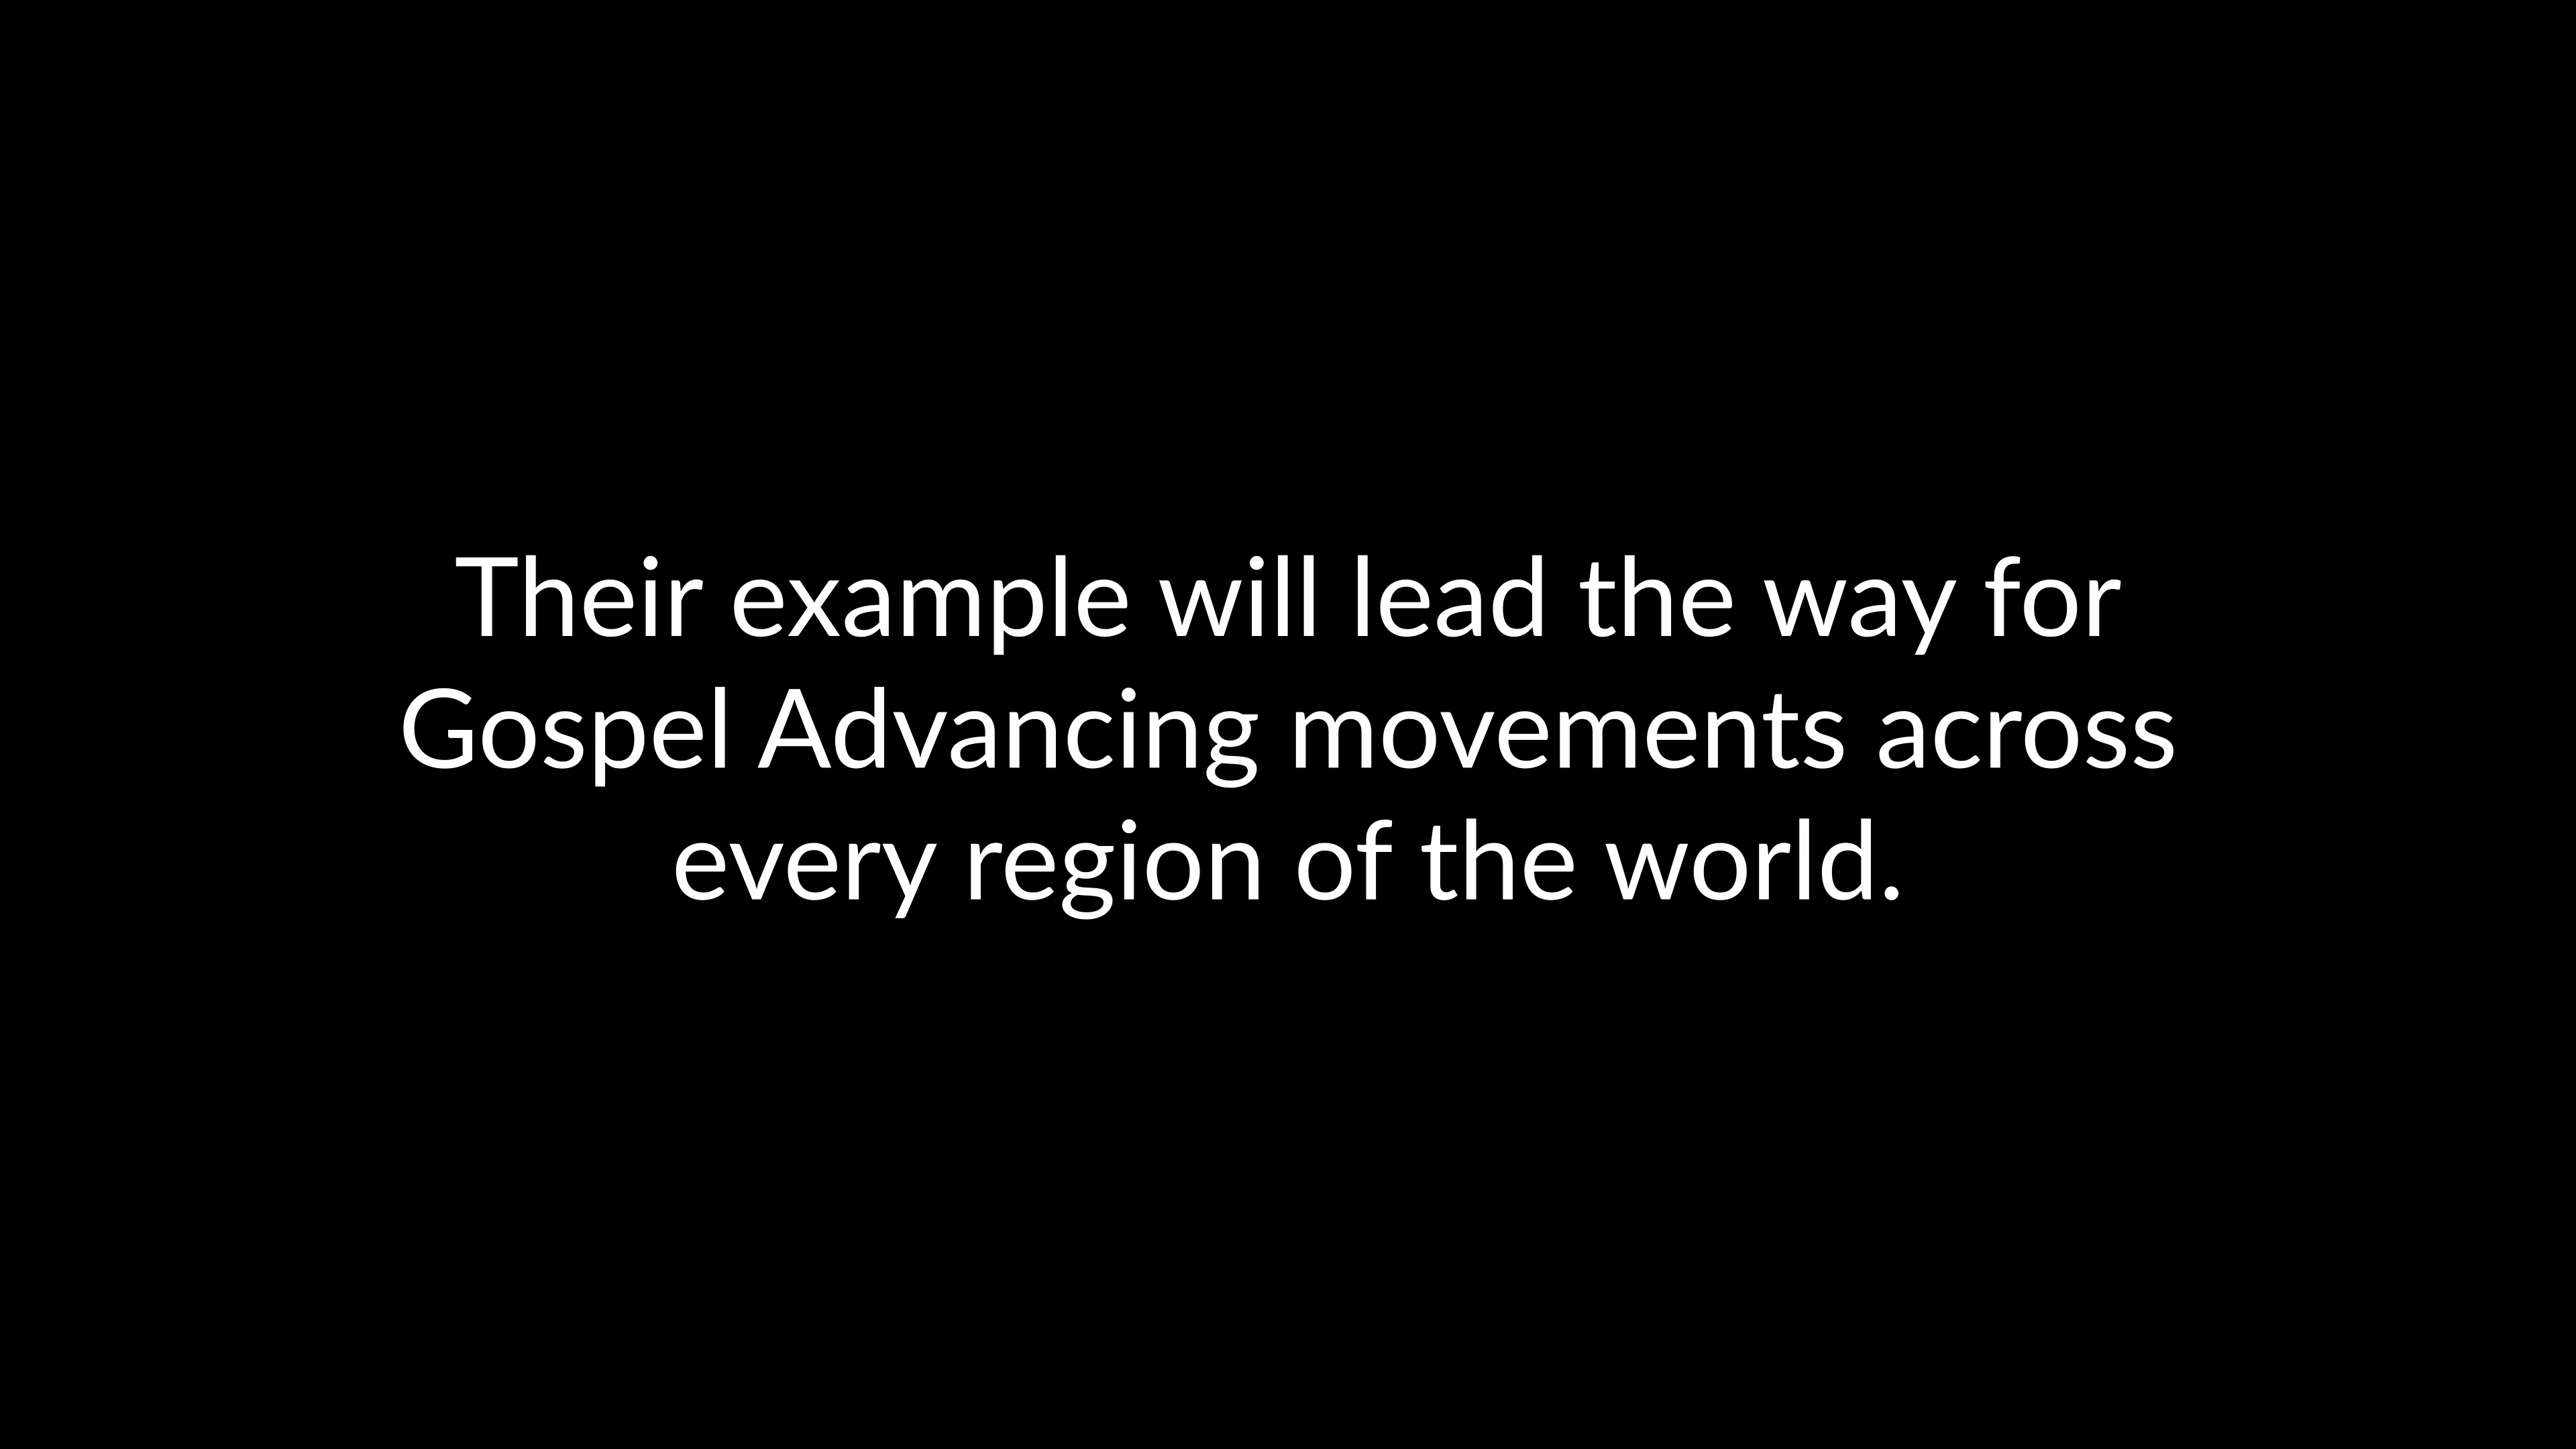 Their example will lead the way for
Gospel Advancing movements across
every region of the world.